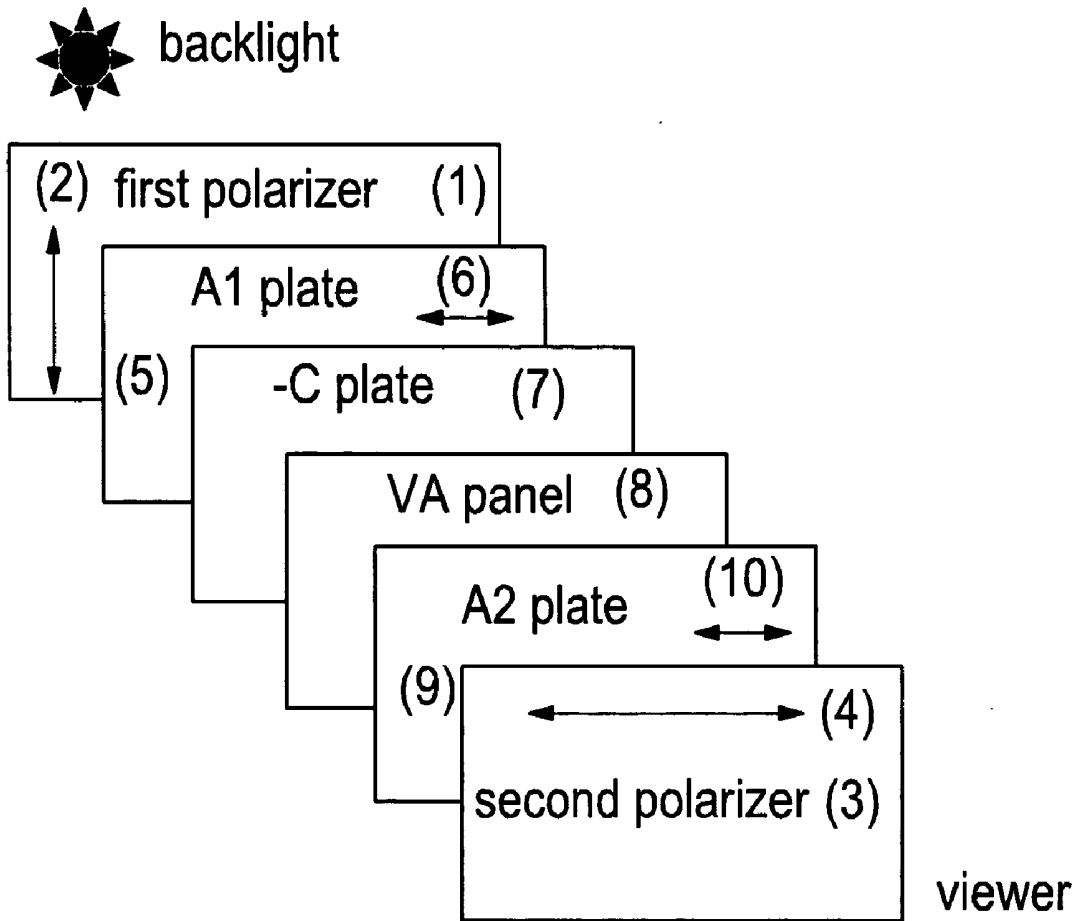 backlight
(2) first polarizer (1)
A1 plate (6)
(5)
-C plate (7)
VA panel (8)
A2 plate (10)
(9)
(4)
second polarizer (3)
viewer